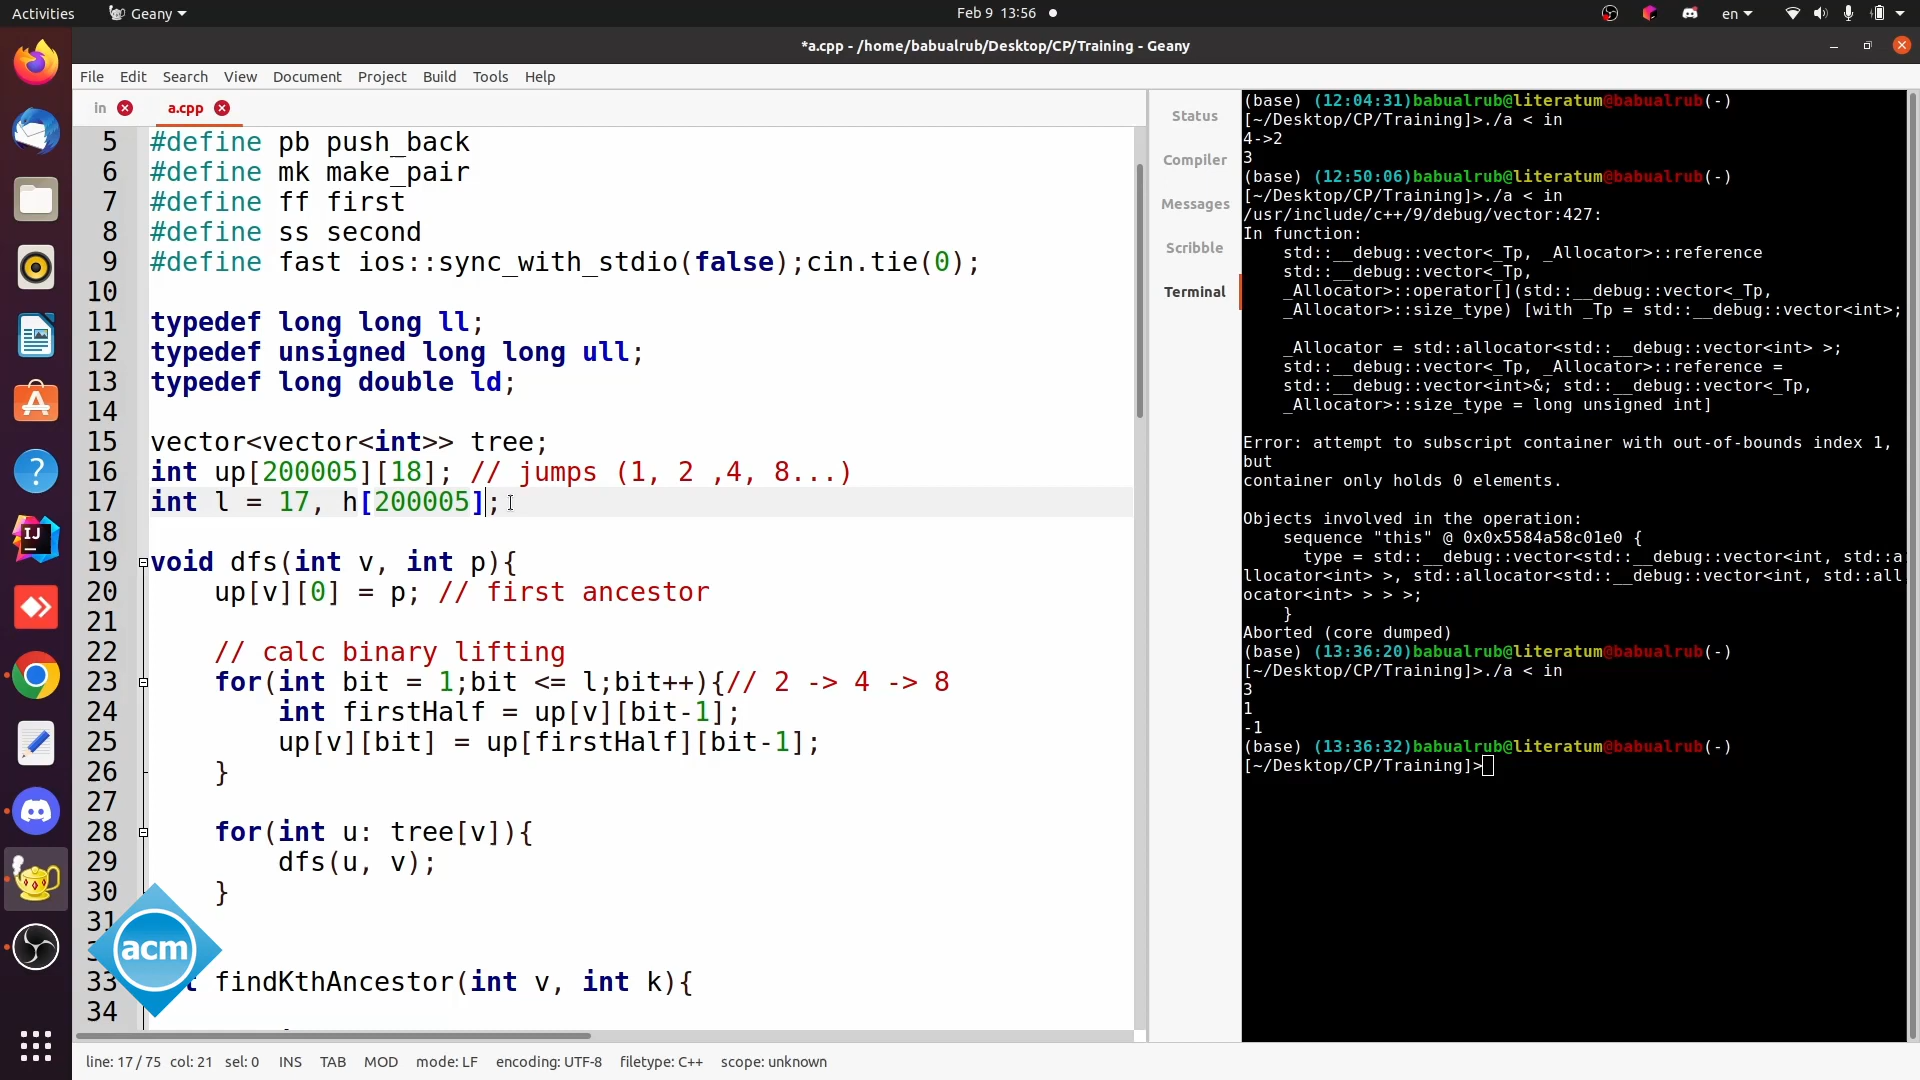 Activities
Geany
Feb 9 13:56
en
*a.cpp - /home/babualrub/Desktop/CP/Training - Geany
File Edit Search View Document Project Build Tools Help
in
a.cpp
5 #define pb push_back
6 #define mk make_pair
7 #define ff first
8 #define ss second
9 #define fast ios::sync_with_stdio(false);cin.tie(0);
10
11 typedef long long ll;
12 typedef unsigned long long ull;
13 typedef long double ld;
14
15 vector<vector<int>> tree;
16 int up[200005][18]; // jumps (1, 2 ,4, 8...)
17 int l = 17, h[200005];
18
19 void dfs(int v, int p){
20 up[v][0] = p; // first ancestor
21
22 // calc binary lifting
23 for(int bit = 1;bit <= l;bit++){// 2 -> 4 -> 8
24 int firstHalf = up[v][bit-1];
25 up[v][bit] = up[firstHalf][bit-1];
26 }
27
28 for(int u: tree[v]){
29 dfs(u, v);
30 }
31
33 findKthAncestor(int v, int k){
34
acm
Status
Compiler
Messages
Scribble
Terminal
(base) (12:04:31)babualrub@literatum@babualrub(-)
[~/Desktop/CP/Training]>./a < in
4->2
3
(base) (12:50:06)babualrub@literatum@babualrub(-)
[~/Desktop/CP/Training]>./a < in
/usr/include/c++/9/debug/vector:427:
In function:
std::__debug::vector<_Tp, _Allocator>::reference
std::__debug::vector<_Tp,
_Allocator>::operator[](std::__debug::vector<_Tp,
_Allocator>::size_type) [with _Tp = std::__debug::vector<int>;
_Allocator = std::allocator<std::__debug::vector<int> >;
std::__debug::vector<_Tp, _Allocator>::reference =
std::__debug::vector<int>&; std::__debug::vector<_Tp,
_Allocator>::size_type = long unsigned int]
Error: attempt to subscript container with out-of-bounds index 1,
but
container only holds 0 elements.
Objects involved in the operation:
sequence "this" @ 0x0x5584a58c01e0 {
type = std::__debug::vector<std::__debug::vector<int, std::a
llocator<int> >, std::allocator<std::__debug::vector<int, std::all
ocator<int> > > >;
}
Aborted (core dumped)
(base) (13:36:20)babualrub@literatum@babualrub(-)
[~/Desktop/CP/Training]>./a < in
3
1
-1
(base) (13:36:32)babualrub@literatum@babualrub(-)
[~/Desktop/CP/Training]>
line: 17 / 75 col: 21 sel: 0 INS TAB MOD mode: LF encoding: UTF-8 filetype: C++ scope: unknown